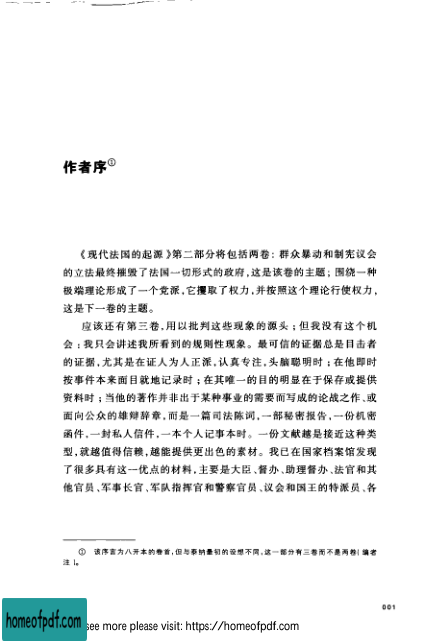 作者序①
《现代法国的起源》第二部分将包括两卷：群众暴动和制宪议会
的立法最终摧毁了法国一切形式的政府，这是该卷的主题；围绕一种
极端理论形成了一个党派，它攫取了权力，并按照这个理论行使权力，
这是下一卷的主题。
应该还有第三卷，用以批判这些现象的源头；但我没有这个机
会：我只会讲述我所看到的规则性现象。最可信的证据总是目击者
的证据，尤其是在证人为人正派，认真专注，头脑聪明时；在他即时
按事件本来面目就地记录时；在其唯一的目的明显在于保存或提供
资料时；当他的著作并非出于某种事业的需要而写成的论战之作、或
面向公众的雄辩辞章，而是一篇司法陈词，一部秘密报告，一份机密
函件，一封私人信件，一本个人记事本时。一份文献越是接近这种类
型，就越值得信赖，越能提供更出色的素材。我已在国家档案馆发现
了很多具有这一优点的材料，主要是大臣、督办、助理督办、法官和其
他官员、军事长官、军队指挥官和警察官员、议会和国王的特派员、各
① 该序言为八开本的卷首，但与泰纳最初的设想不同，这一部分有三卷而不是两卷（编者
注）。
001
homeofpdf.com
see more please visit: https://homeofpdf.com